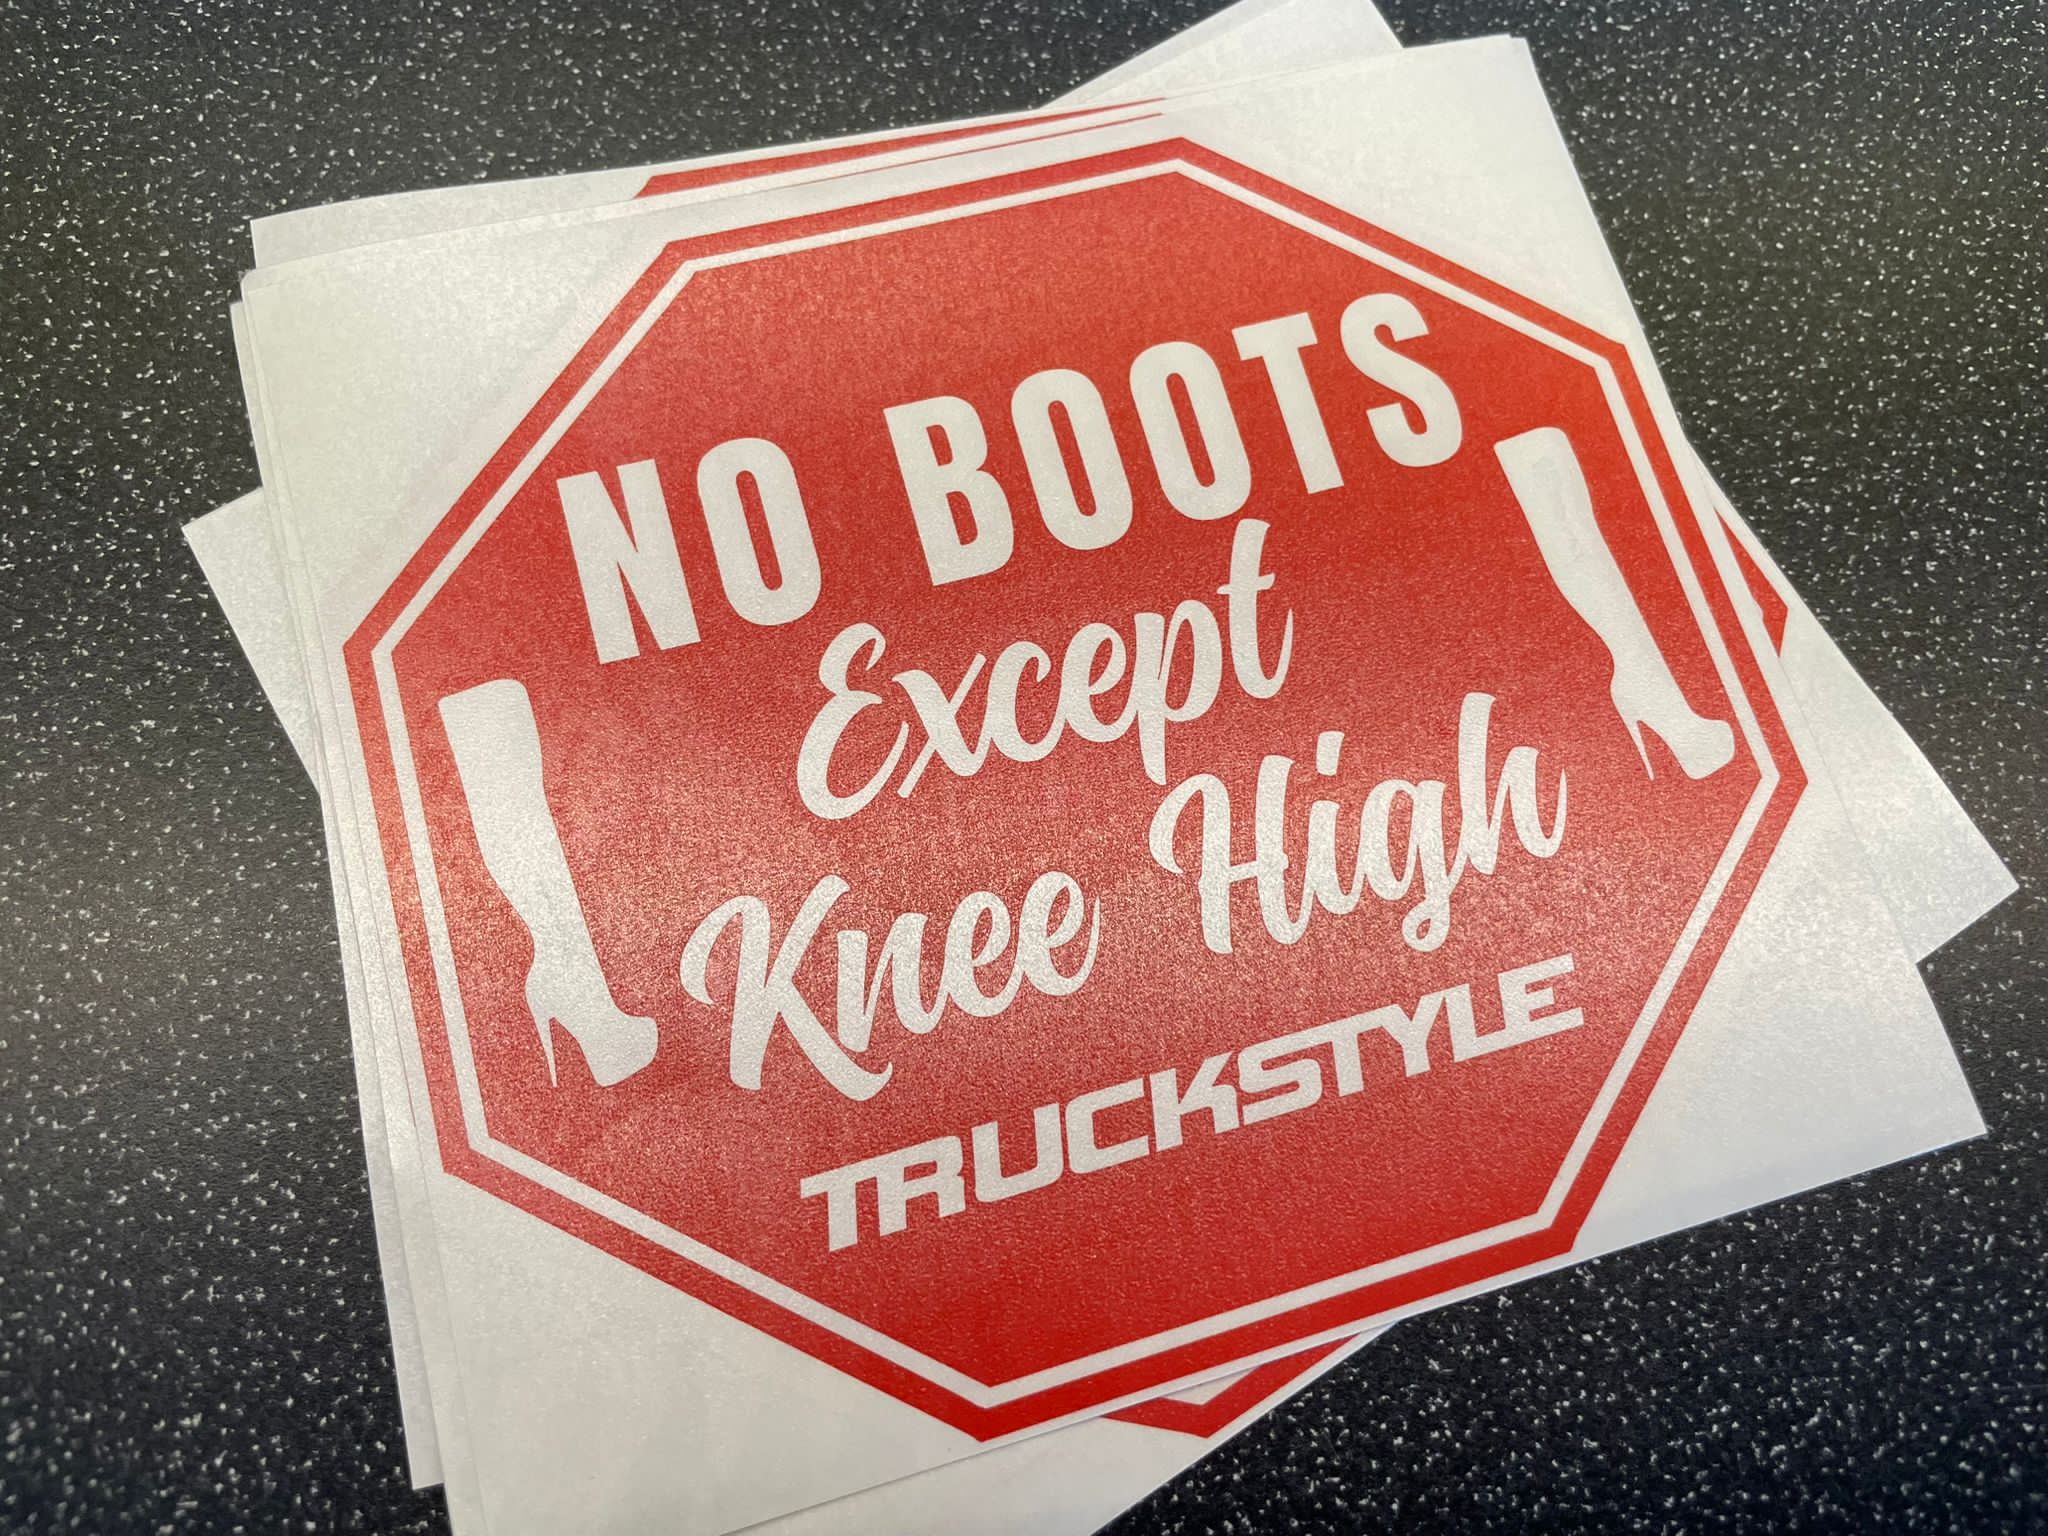 NO BOOTS
Except
Knee High
TRUCKSTYLE